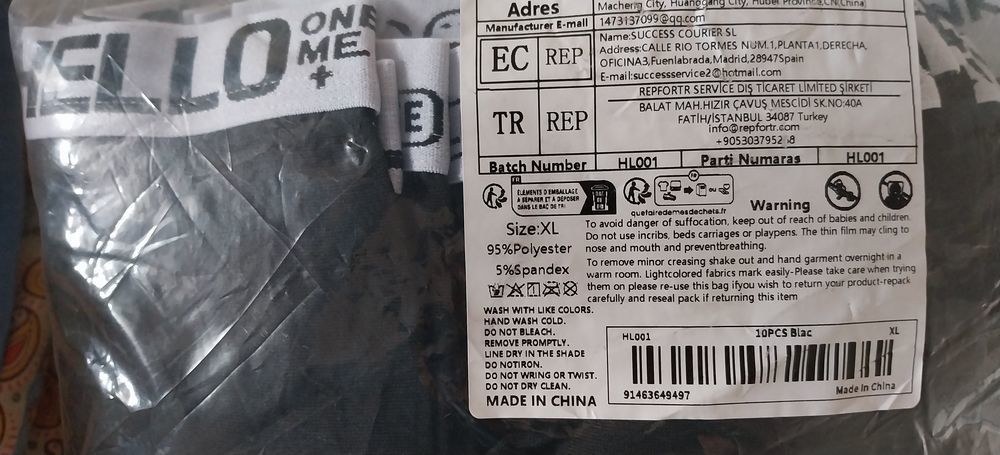 HELLO
ONE
ME
+
E
Adres
Macheng City, Huanggang City, Hubei Province,CN(China)
Manufacturer E-mail
1473137099@qq.com
EC REP
Name:SUCCESS COURIER SL
Address:CALLE RIO TORMES NUM.1,PLANTA1,DERECHA,
OFICINA3,Fuenlabrada,Madrid,28947Spain
E-mail:successservice2@hotmail.com
TR REP
REPFORTR SERVICE DIŞ TİCARET LİMİTED ŞİRKETİ
BALAT MAH.HIZIR ÇAVUŞ MESCİDİ SK.NO:40A
FATİH/İSTANBUL 34087 Turkey
info@repfortr.com
Batch Number HL001 Parti Numaras HL001
FR
ÉLÉMENTS D'EMBALLAGE
À SÉPARER ET À DÉPOSER
DANS LE BAC DE TRI
FR
OU
quefairedemesdechets.fr
Warning
Size:XL
95%Polyester
5%Spandex
To avoid danger of suffocation, keep out of reach of babies and children.
Do not use incribs, beds carriages or playpens. The thin film may cling to
nose and mouth and preventbreathing.
To remove minor creasing shake out and hand garment overnight in a
warm room. Lightcolored fabrics mark easily-Please take care when trying
them on please re-use this bag ifyou wish to return your product-repack
carefully and reseal pack if returning this item
WASH WITH LIKE COLORS.
HAND WASH COLD.
DO NOT BLEACH.
REMOVE PROMPTLY.
LINE DRY IN THE SHADE
DO NOTIRON.
DO NOT WRING OR TWIST.
DO NOT DRY CLEAN.
MADE IN CHINA
HL001 10PCS Blac XL
91463649497 Made In China